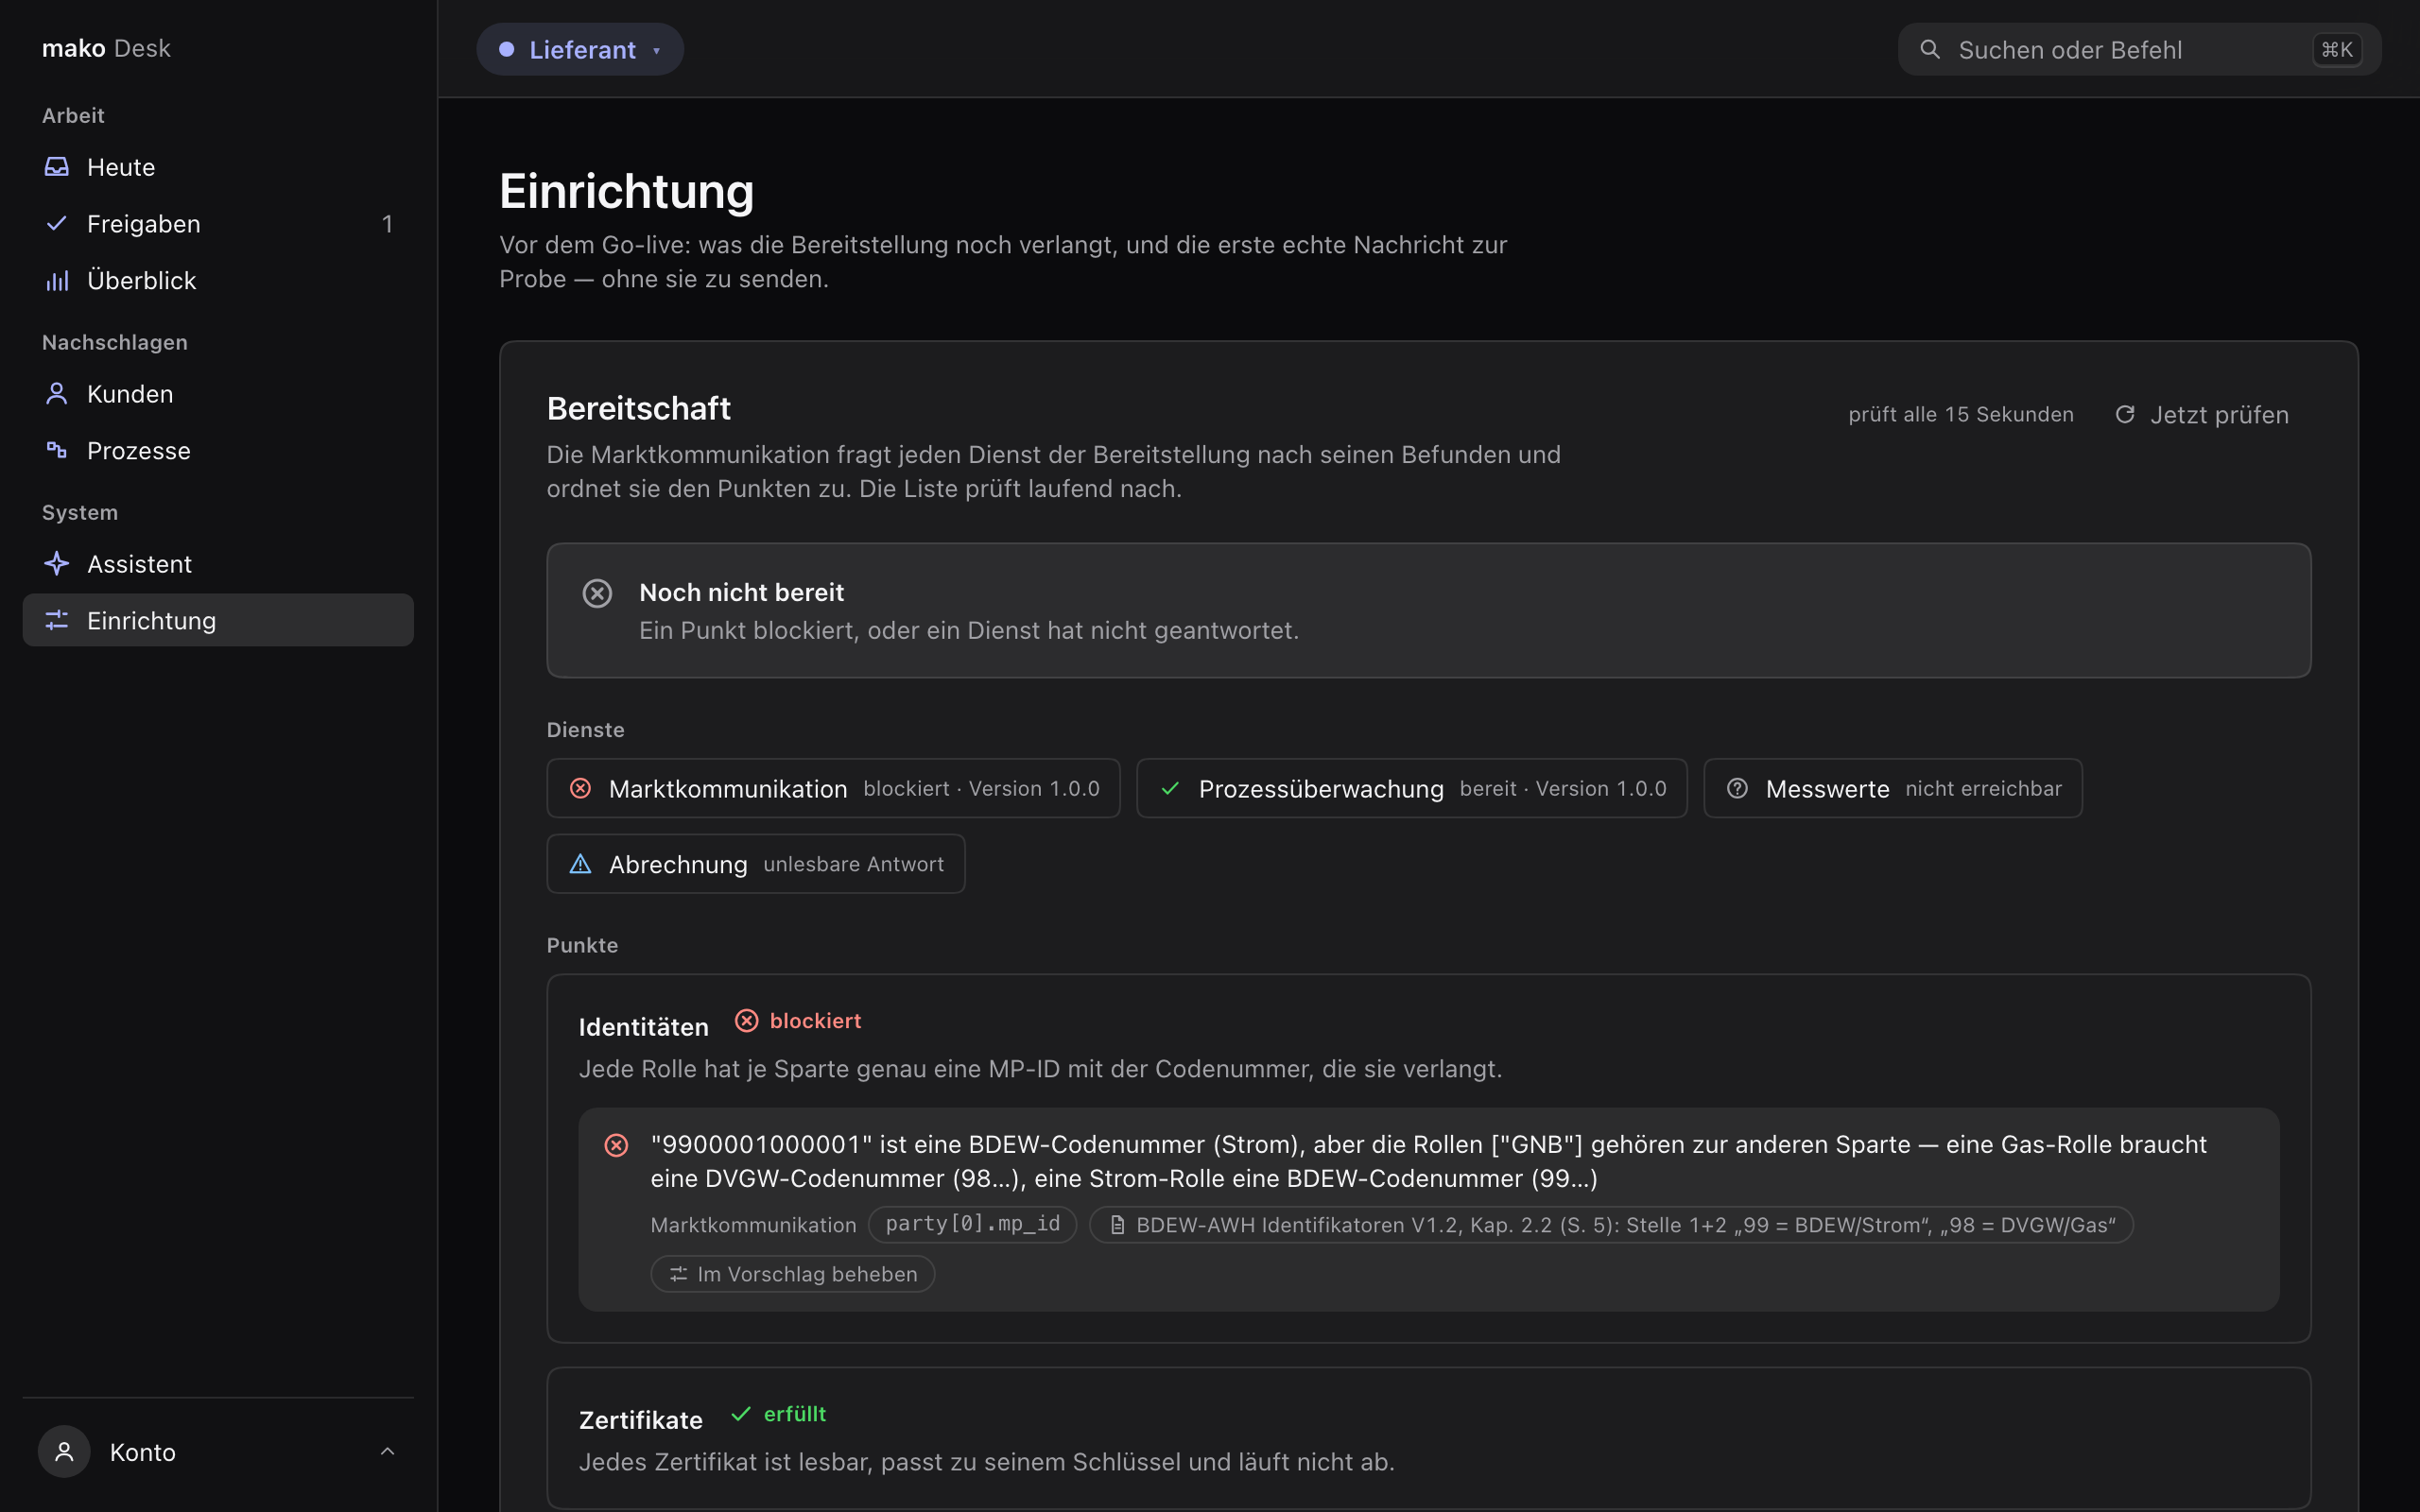 mako Desk
Arbeit
Heute
Freigaben 1
Überblick
Nachschlagen
Kunden
Prozesse
System
Assistent
Einrichtung
Konto
Lieferant
Suchen oder Befehl ⌘K
Einrichtung
Vor dem Go-live: was die Bereitstellung noch verlangt, und die erste echte Nachricht zur
Probe — ohne sie zu senden.
Bereitschaft
prüft alle 15 Sekunden Jetzt prüfen
Die Marktkommunikation fragt jeden Dienst der Bereitstellung nach seinen Befunden und
ordnet sie den Punkten zu. Die Liste prüft laufend nach.
Noch nicht bereit
Ein Punkt blockiert, oder ein Dienst hat nicht geantwortet.
Dienste
Marktkommunikation blockiert · Version 1.0.0
Prozessüberwachung bereit · Version 1.0.0
Messwerte nicht erreichbar
Abrechnung unlesbare Antwort
Punkte
Identitäten blockiert
Jede Rolle hat je Sparte genau eine MP-ID mit der Codenummer, die sie verlangt.
"9900001000001" ist eine BDEW-Codenummer (Strom), aber die Rollen ["GNB"] gehören zur anderen Sparte — eine Gas-Rolle braucht
eine DVGW-Codenummer (98…), eine Strom-Rolle eine BDEW-Codenummer (99…)
Marktkommunikation party[0].mp_id BDEW-AWH Identifikatoren V1.2, Kap. 2.2 (S. 5): Stelle 1+2 „99 = BDEW/Strom“, „98 = DVGW/Gas“
Im Vorschlag beheben
Zertifikate erfüllt
Jedes Zertifikat ist lesbar, passt zu seinem Schlüssel und läuft nicht ab.